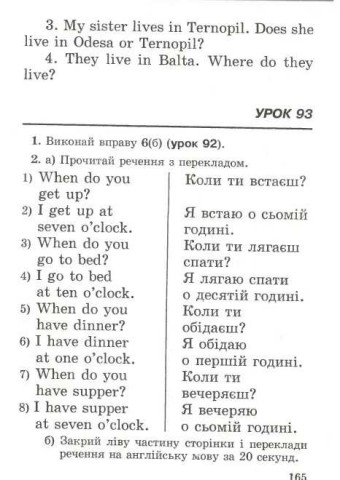 3. My sister lives in Ternopil. Does she
live in Odesa or Ternopil?
4. They live in Balta. Where do they
live?
УРОК 93
1. Виконай вправу 6(б) (урок 92).
2. а) Прочитай речення з перекладом.
1) When do you
get up?
Коли ти встаєш?
2) I get up at
seven o'clock.
Я встаю о сьомій
годині.
3) When do you
go to bed?
Коли ти лягаєш
спати?
4) I go to bed
at ten o'clock.
Я лягаю спати
о десятій годині.
5) When do you
have dinner?
Коли ти
обідаєш?
6) I have dinner
at one o'clock.
Я обідаю
о першій годині.
7) When do you
have supper?
Коли ти
вечеряєш?
8) I have supper
at seven o'clock.
Я вечеряю
о сьомій годині.
б) Закрий ліву частину сторінки і переклади
речення на англійську мову за 20 секунд.
165